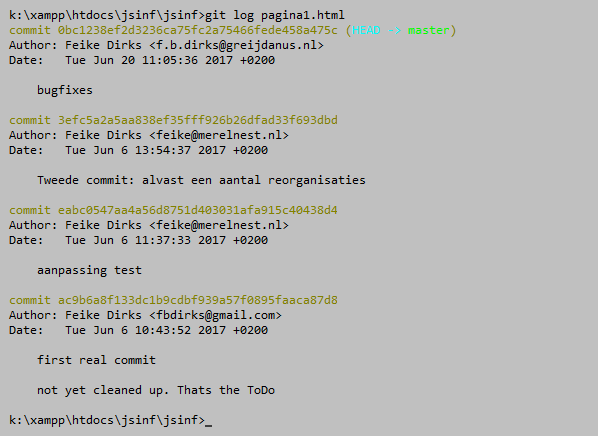 k:\xampp\htdocs\jsinf\jsinf>git log pagina1.html
commit 0bc1238ef2d3236ca75fc2a75466fede458a475c (HEAD -> master)
Author: Feike Dirks <f.b.dirks@greijdanus.nl>
Date:   Tue Jun 20 11:05:36 2017 +0200
bugfixes
commit 3efc5a2a5aa838ef35fff926b26dfad33f693dbd
Author: Feike Dirks <feike@merelnest.nl>
Date:   Tue Jun 6 13:54:37 2017 +0200
Tweede commit: alvast een aantal reorganisaties
commit eabc0547aa4a56d8751d403031afa915c40438d4
Author: Feike Dirks <feike@merelnest.nl>
Date:   Tue Jun 6 11:37:33 2017 +0200
aanpassing test
commit ac9b6a8f133dc1b9cdbf939a57f0895faaca87d8
Author: Feike Dirks <fbdirks@gmail.com>
Date:   Tue Jun 6 10:43:52 2017 +0200
first real commit
not yet cleaned up. Thats the ToDo
k:\xampp\htdocs\jsinf\jsinf>_